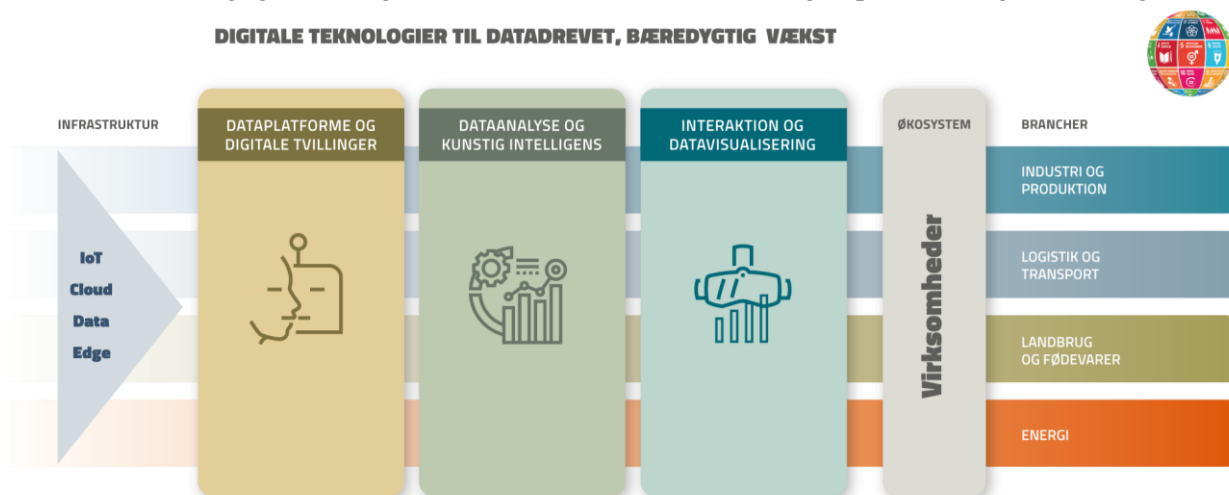 DIGITALE TEKNOLOGIER TIL DATADREVET, BÆREDYGTIG VÆKST
INFRASTRUKTUR
DATAPLATFORME OG
DIGITALE TVILLINGER
DATAANALYSE OG
KUNSTIG INTELLIGENS
INTERAKTION OG
DATAVISUALISERING
ØKOSYSTEM
BRANCHER
IoT
Cloud
Data
Edge
Virksomheder
INDUSTRI OG
PRODUKTION
LOGISTIK OG
TRANSPORT
LANDBRUG
OG FØDEVARER
ENERGI